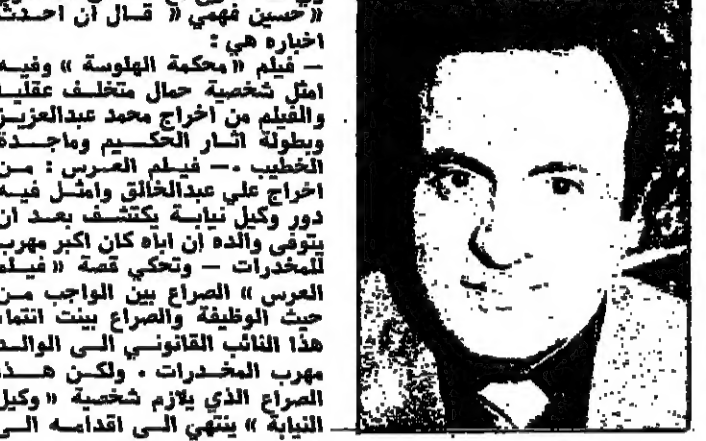 « حسين فهمي » قال ان احدث
اخباره هي :
— فيلم « محكمة الهلوسة » وفيه
امثل شخصية حمال متخلف عقليا
والفيلم من اخراج محمد عبدالعزيز
وبطولة اثار الحكيم وماجدة
الخطيب .— فيلم العرس : من
اخراج علي عبدالخالق وامثل فيه
دور وكيل نيابة يكتشف بعد ان
يتوفى والده ان اباه كان اكبر مهرب
للمخدرات — وتحكي قصة « فيلم
العرس » الصراع بين الواجب من
حيث الوظيفة والصراع بينت انتماء
هذا النائب القانوني الى الوالد
مهرب المخدرات . ولكن هذا
الصراع الذي يلازم شخصية « وكيل
النيابة » ينتهي الى اقدامه الى